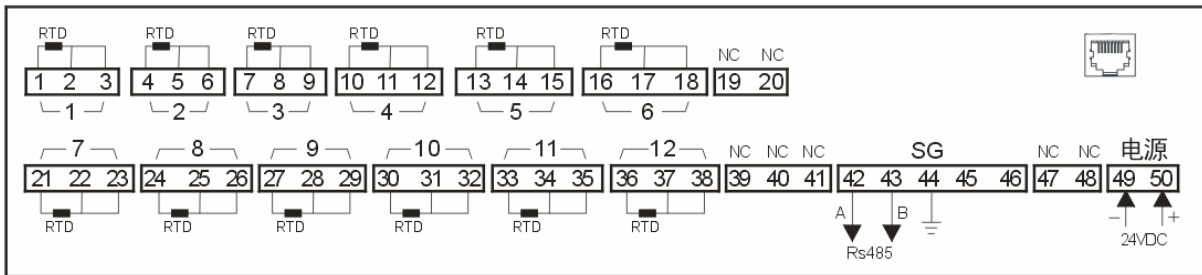 RTD RTD RTD RTD RTD RTD
NC NC
1 2 3 4 5 6 7 8 9 10 11 12 13 14 15 16 17 18 19 20
1 2 3 4 5 6
7 8 9 10 11 12 NC NC NC SG NC NC 电源
21 22 23 24 25 26 27 28 29 30 31 32 33 34 35 36 37 38 39 40 41 42 43 44 45 46 47 48 49 50
A B - +
RTD RTD RTD RTD RTD RTD
Rs485 24VDC